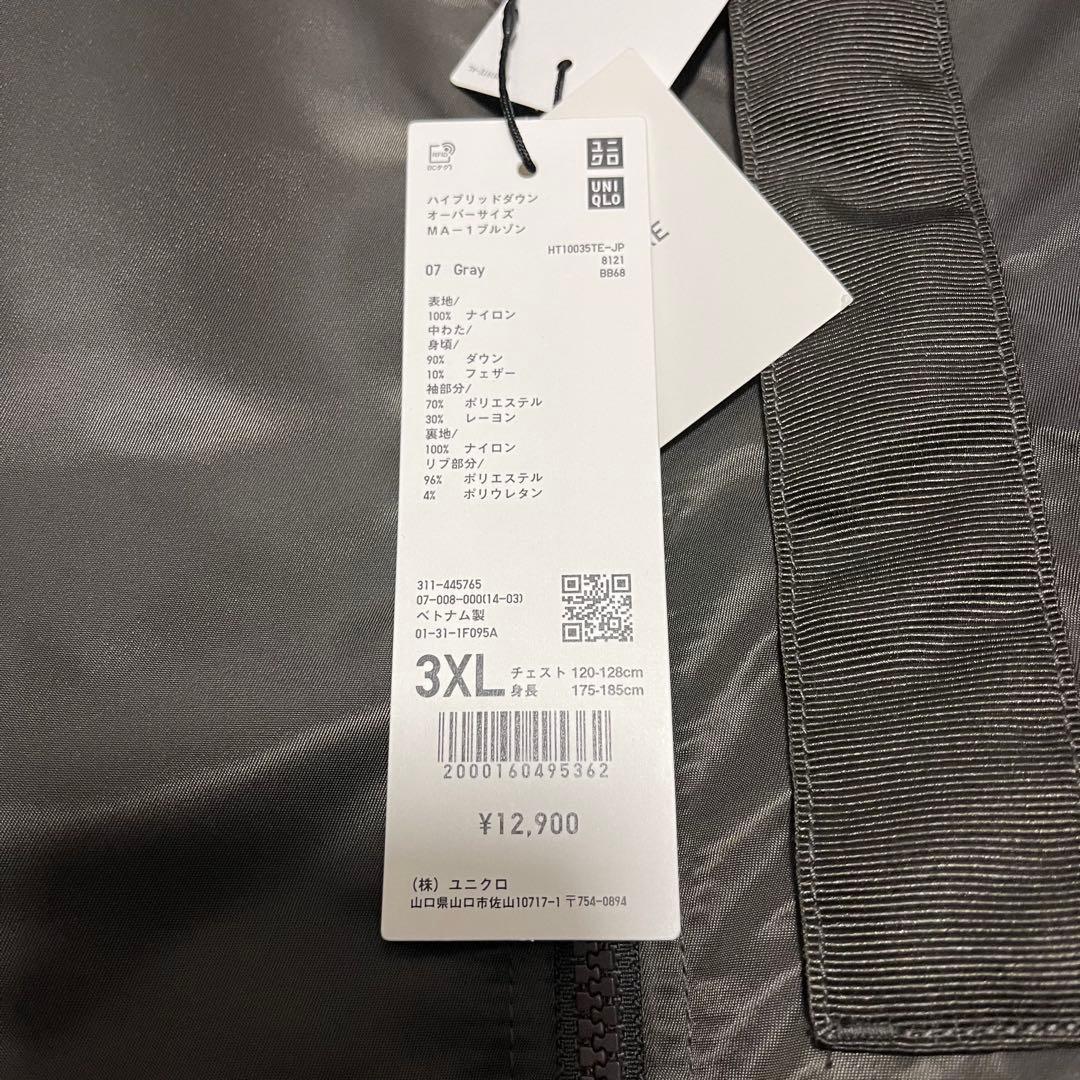 RFID
ユニ
クロ
UNI
QLO
ハイブリッドダウン
オーバーサイズ
MA－1ブルゾン
HT10035TE-JP
8121
BB68
07 Gray
表地/
100% ナイロン
中わた/
身頃/
90% ダウン
10% フェザー
袖部分/
70% ポリエステル
30% レーヨン
裏地/
100% ナイロン
リブ部分/
96% ポリエステル
4% ポリウレタン
311-445765
07-008-000(14-03)
ベトナム製
01-31-1F095A
3XL
チェスト 120-128cm
身長 175-185cm
2000160495362
¥12,900
(株) ユニクロ
山口県山口市佐山10717-1 〒754-0894